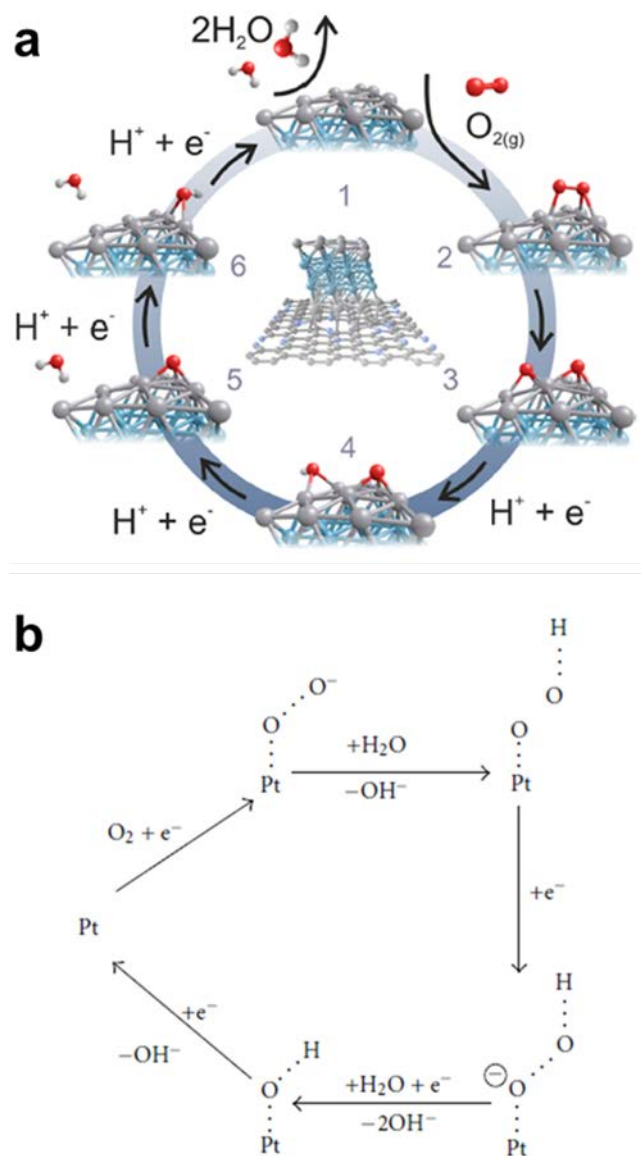 a
2H₂O
H⁺ + e⁻
O₂(g)
1
2
6
H⁺ + e⁻
5
3
4
H⁺ + e⁻
H⁺ + e⁻
b
H
O⁻
O
O
+H₂O
O
Pt
−OH⁻
Pt
O₂ + e⁻
+e⁻
Pt
H
+e⁻
−OH⁻
H
O
+H₂O + e⁻
⊖
O
O
−2OH⁻
Pt
Pt